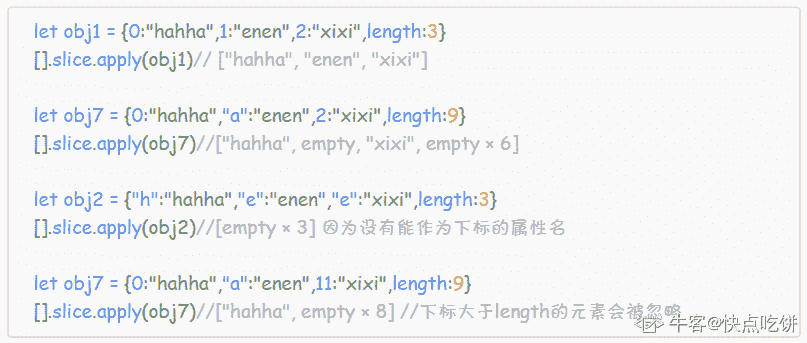 let obj1 = {0:"hahha",1:"enen",2:"xixi",length:3}
[].slice.apply(obj1)// ["hahha", "enen", "xixi"]
let obj7 = {0:"hahha","a":"enen",2:"xixi",length:9}
[].slice.apply(obj7)//["hahha", empty, "xixi", empty × 6]
let obj2 = {"h":"hahha","e":"enen","e":"xixi",length:3}
[].slice.apply(obj2)//[empty × 3] 因为没有能作为下标的属性名
let obj7 = {0:"hahha","a":"enen",11:"xixi",length:9}
[].slice.apply(obj7)//["hahha", empty × 8] //下标大于length的元素会被忽略
牛客@快点吃饼